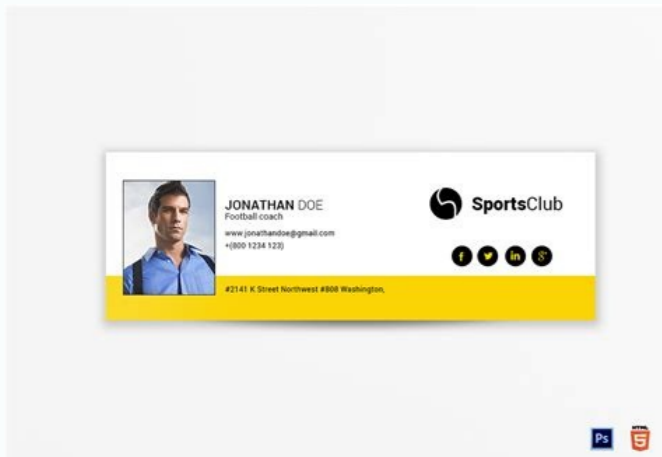 JONATHAN DOE
Football coach
www.jonathandoe@gmail.com
+(800 1234 123)
#2141 K Street Northwest #808 Washington,
SportsClub
f in g+
Ps
HTML
5